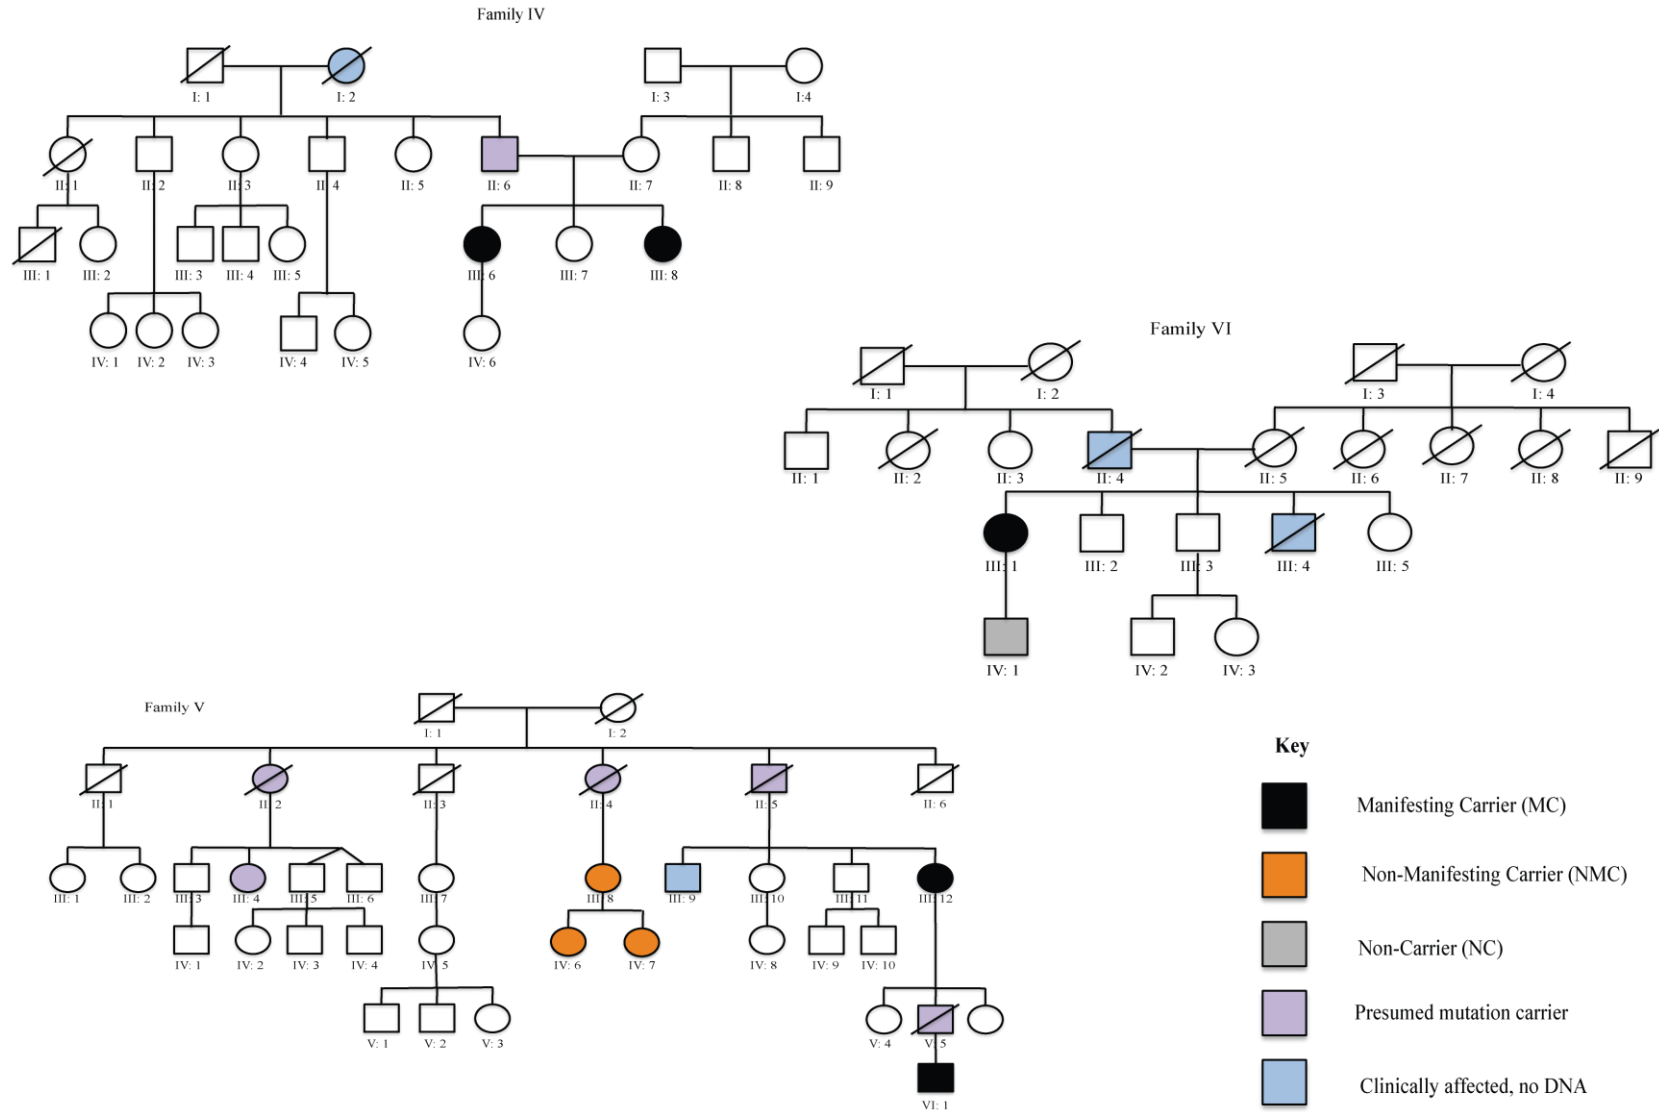 Family IV
I: 1
I: 2
I: 3
I:4
II: 1
II: 2
II: 3
II: 4
II: 5
II: 6
II: 7
II: 8
II: 9
III: 1
III: 2
III: 3
III: 4
III: 5
III: 6
III: 7
III: 8
IV: 1
IV: 2
IV: 3
IV: 4
IV: 5
IV: 6
Family VI
I: 1
I: 2
I: 3
I: 4
II: 1
II: 2
II: 3
II: 4
II: 5
II: 6
II: 7
II: 8
II: 9
III: 1
III: 2
III: 3
III: 4
III: 5
IV: 1
IV: 2
IV: 3
Family V
I: 1
I: 2
II: 1
II: 2
II: 3
II: 4
II: 5
II: 6
III: 1
III: 2
III: 3
III: 4
III: 5
III: 6
III: 7
III: 8
III: 9
III: 10
III: 11
III: 12
IV: 1
IV: 2
IV: 3
IV: 4
IV: 5
IV: 6
IV: 7
IV: 8
IV: 9
IV: 10
V: 1
V: 2
V: 3
V: 4
V: 5
VI: 1
Key
Manifesting Carrier (MC)
Non-Manifesting Carrier (NMC)
Non-Carrier (NC)
Presumed mutation carrier
Clinically affected, no DNA